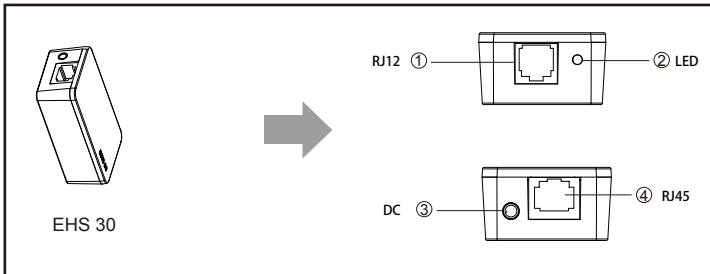 RJ12 ①
② LED
DC ③
④ RJ45
EHS 30